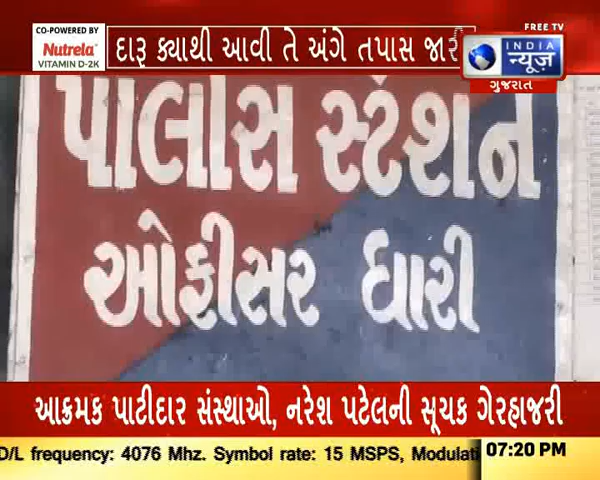 CO-POWERED BY
Nutrela
VITAMIN D-2K
દારૂ ક્યાથી આવી તે અંગે તપાસ જારી
FREE TV
INDIA
ન્યૂઝ
ગુજરાત
પોલીસ સ્ટેશન
ઓફીસર ધારી
આક્રમક પાટીદાર સંસ્થાઓ, નરેશ પટેલની સૂચક ગેરહાજરી
D/L frequency: 4076 Mhz. Symbol rate: 15 MSPS, Modulati
07:20 PM